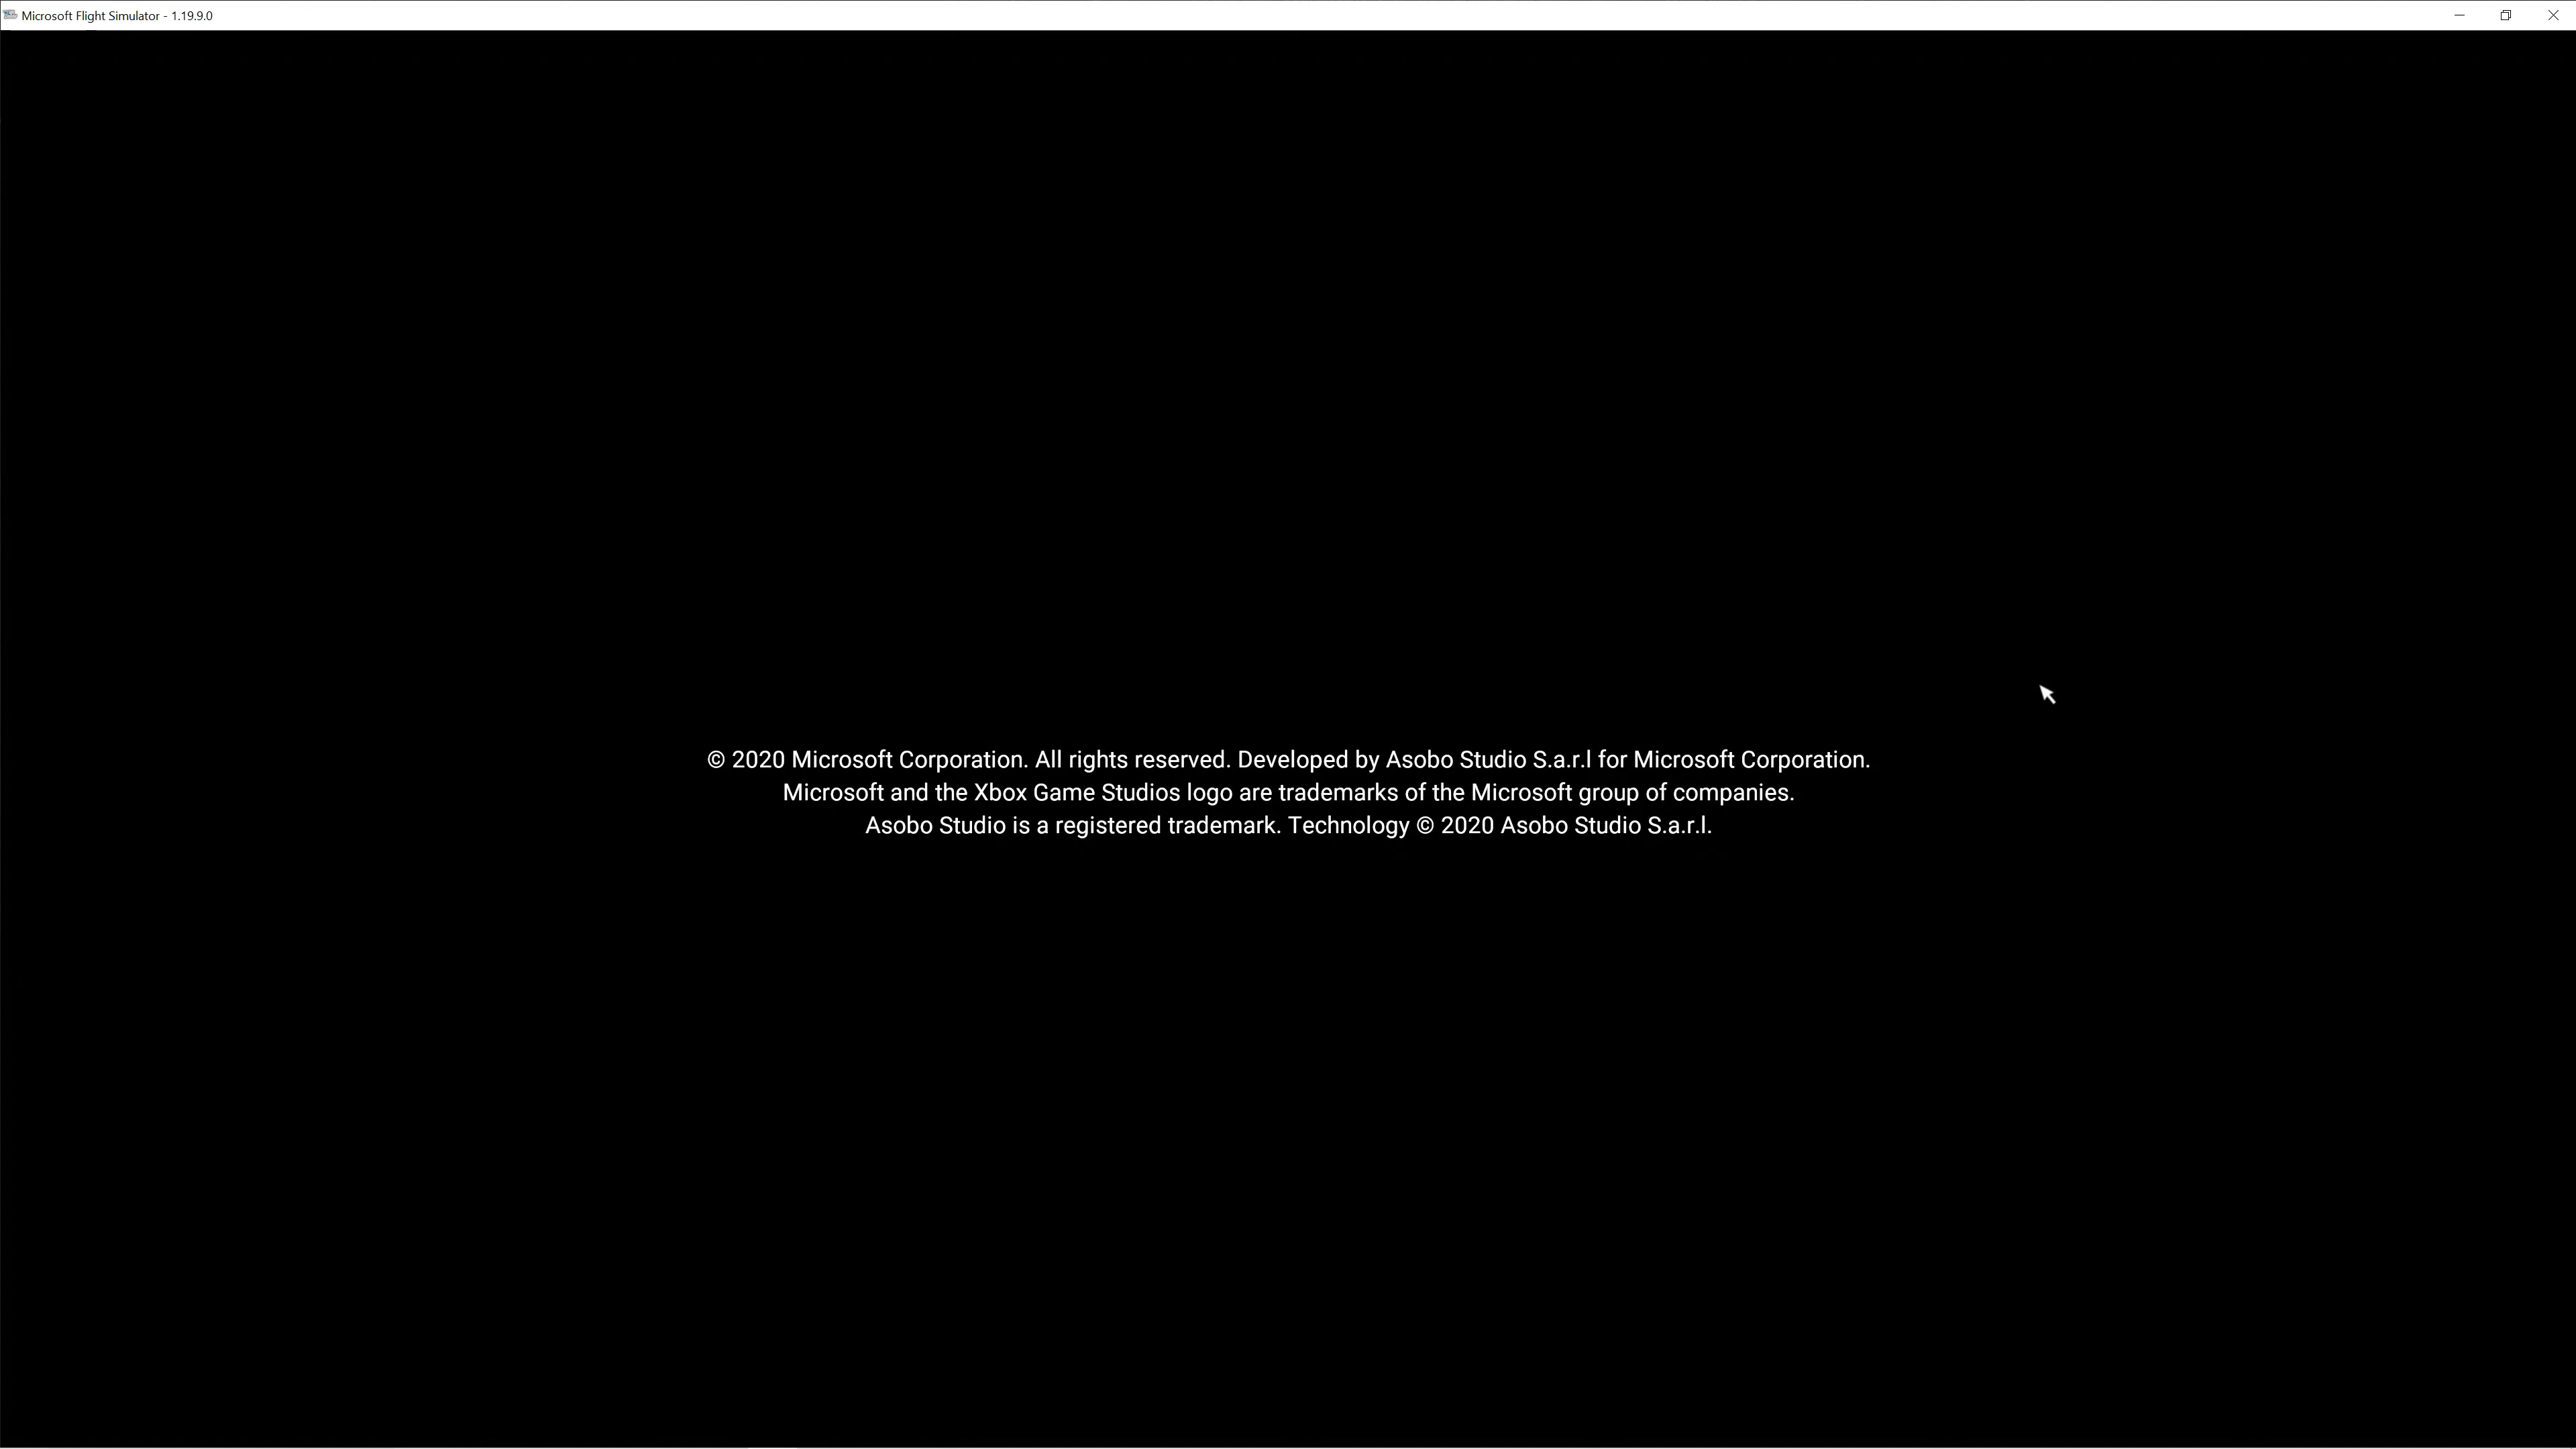 Microsoft Flight Simulator - 1.19.9.0
© 2020 Microsoft Corporation. All rights reserved. Developed by Asobo Studio S.a.r.l for Microsoft Corporation.
Microsoft and the Xbox Game Studios logo are trademarks of the Microsoft group of companies.
Asobo Studio is a registered trademark. Technology © 2020 Asobo Studio S.a.r.l.